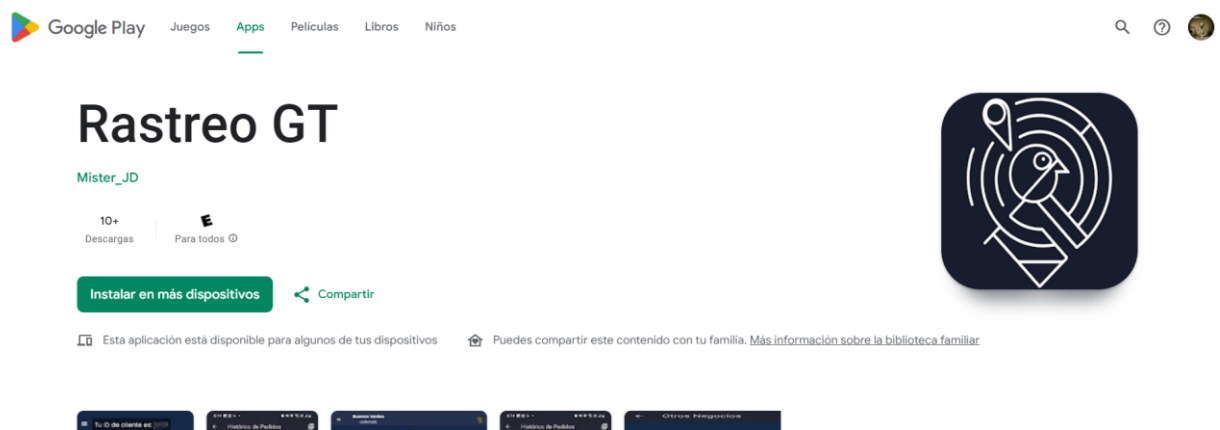 Google Play Juegos Apps Películas Libros Niños
Rastreo GT
Mister_JD
10+
E
Descargas Para todos
Instalar en más dispositivos Compartir
Esta aplicación está disponible para algunos de tus dispositivos Puedes compartir este contenido con tu familia. Más información sobre la biblioteca familiar
Tu ID de cliente es:
Histórico de Pedidos
Histórico de Pedidos
Otros Negocios